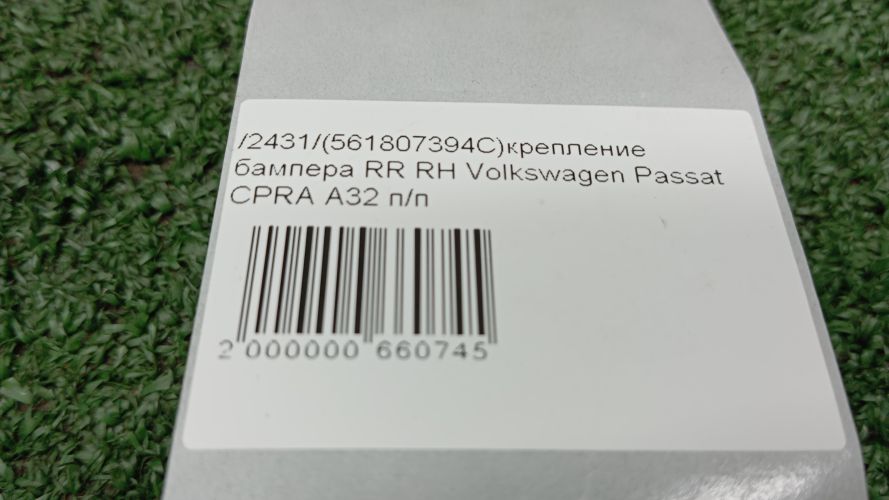 /2431/(561807394C)крепление
бампера RR RH Volkswagen Passat
CPRA A32 п/п
2 000000 660745